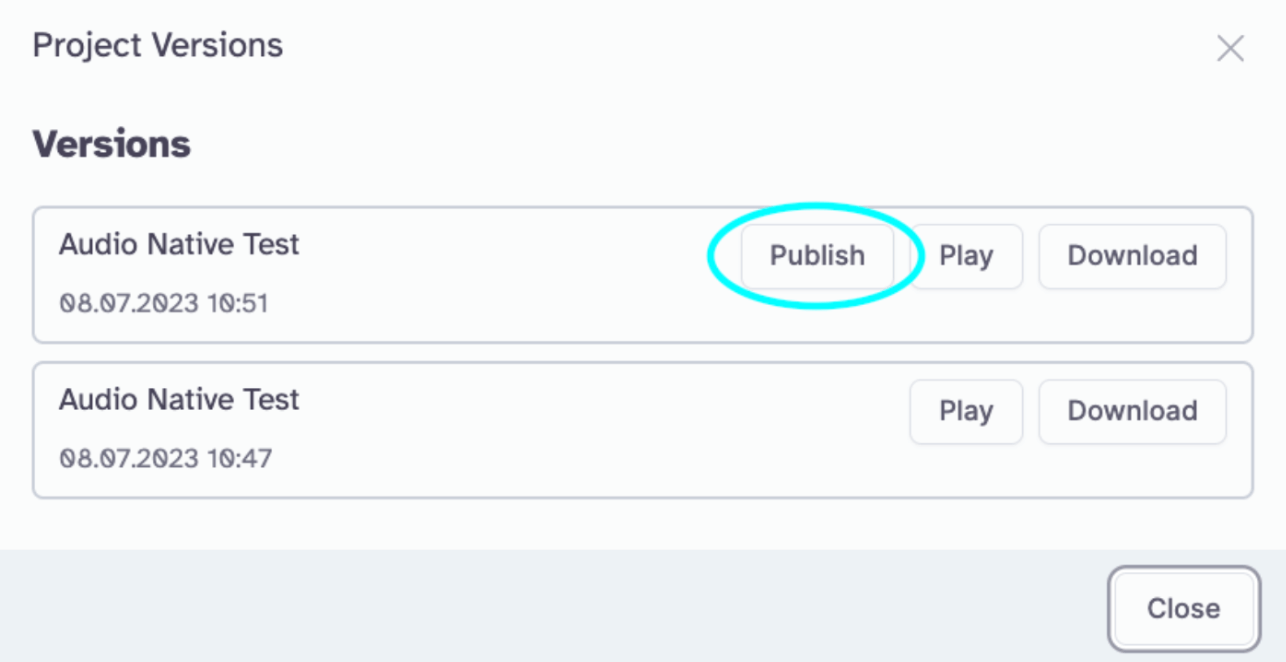 Project Versions
Versions
Audio Native Test
Publish Play Download
08.07.2023 10:51
Audio Native Test
Play Download
08.07.2023 10:47
Close